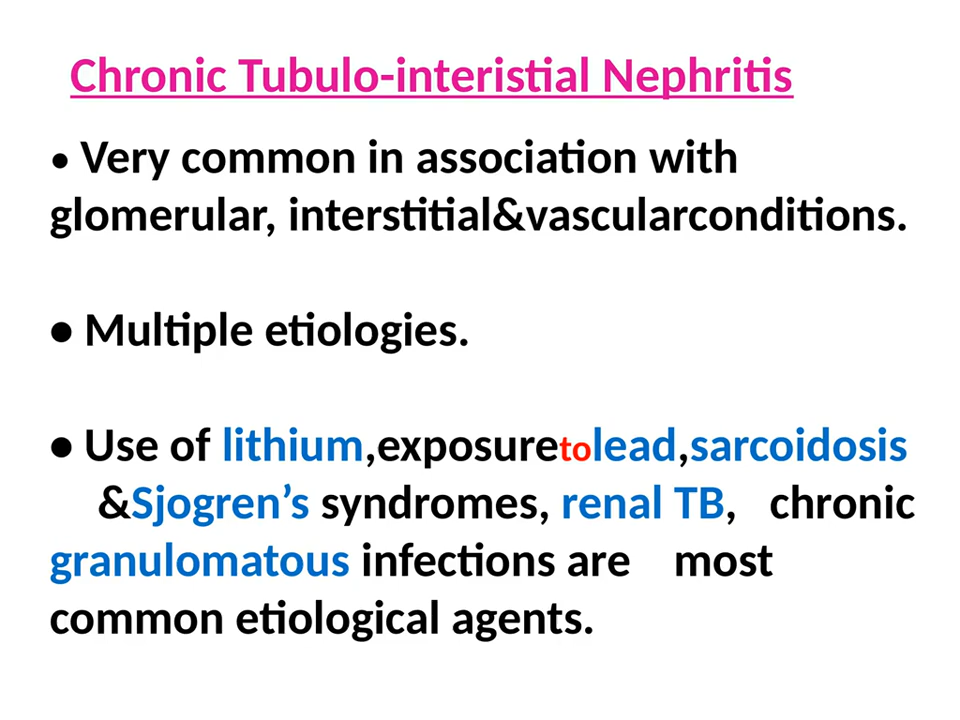 Chronic Tubulo-interistial Nephritis
• Very common in association with
glomerular, interstitial&vascularconditions.
• Multiple etiologies.
• Use of lithium,exposuretolead,sarcoidosis
&Sjogren’s syndromes, renal TB, chronic
granulomatous infections are most
common etiological agents.